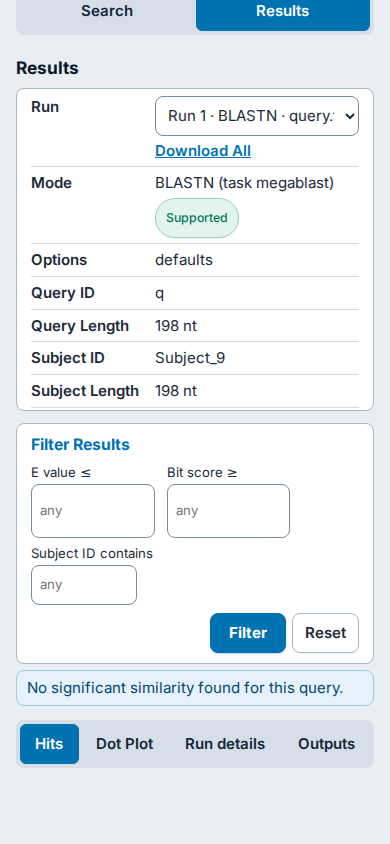 Search
Results
Results
Run
Run 1 · BLASTN · query.
Download All
Mode
BLASTN (task megablast)
Supported
Options
defaults
Query ID
q
Query Length
198 nt
Subject ID
Subject_9
Subject Length
198 nt
Filter Results
E value ≤
Bit score ≥
any
any
Subject ID contains
any
Filter
Reset
No significant similarity found for this query.
Hits
Dot Plot
Run details
Outputs